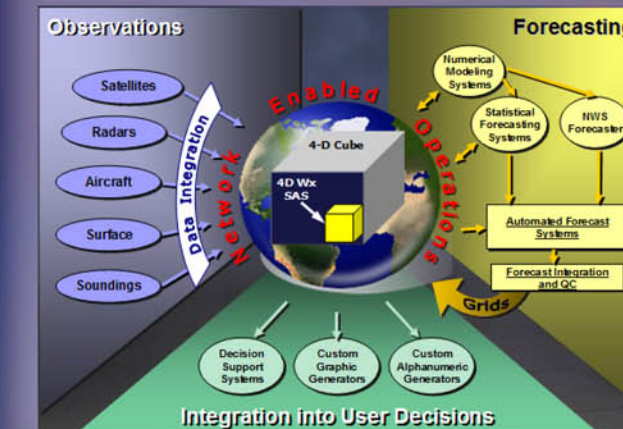 Observations
Forecasting
Satellites
Radars
Aircraft
Surface
Soundings
Data Integration
Network
Enabled
Operations
4-D Cube
4D Wx
SAS
Numerical
Modeling
Systems
Statistical
Forecasting
Systems
NWS
Forecaster
Automated Forecast
Systems
Forecast Integration
and QC
Grids
Decision
Support
Systems
Custom
Graphic
Generators
Custom
Alphanumeric
Generators
Integration into User Decisions